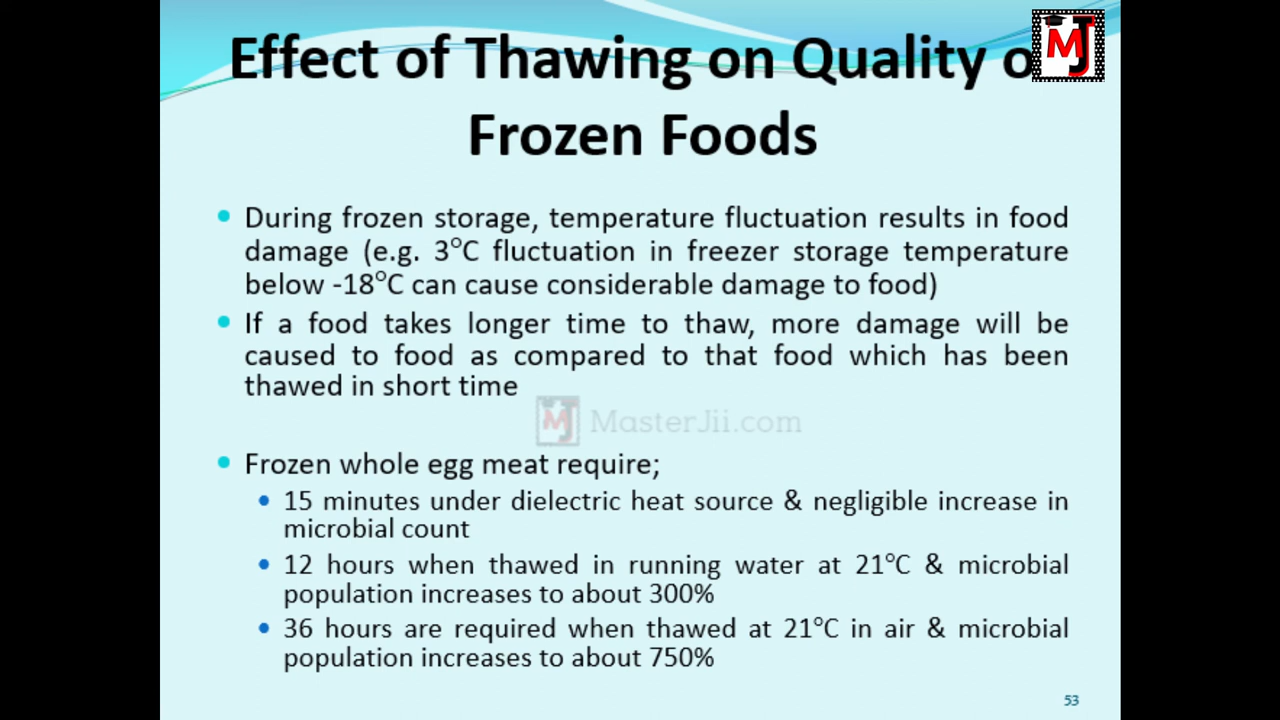 Effect of Thawing on Quality o
MJ
Frozen Foods
During frozen storage, temperature fluctuation results in food
damage (e.g. 3°C fluctuation in freezer storage temperature
below -18°C can cause considerable damage to food)
If a food takes longer time to thaw, more damage will be
caused to food as compared to that food which has been
thawed in short time
MJ MasterJii.com
Frozen whole egg meat require;
15 minutes under dielectric heat source & negligible increase in
microbial count
12 hours when thawed in running water at 21°C & microbial
population increases to about 300%
36 hours are required when thawed at 21°C in air & microbial
population increases to about 750%
53